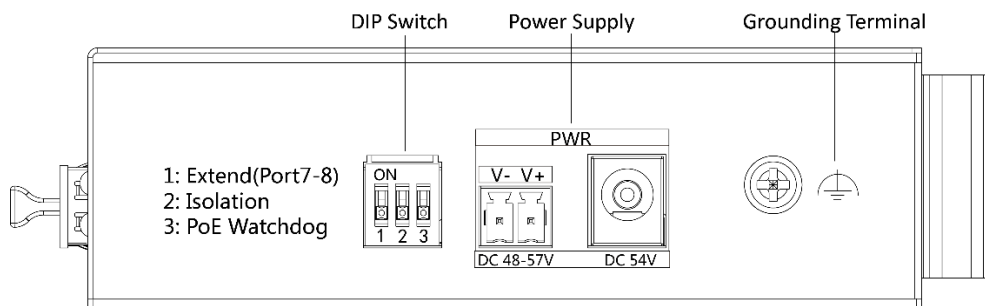 DIP Switch
Power Supply
Grounding Terminal
PWR
1: Extend(Port7-8)
2: Isolation
3: PoE Watchdog
ON
1 2 3
V- V+
DC 48-57V
DC 54V